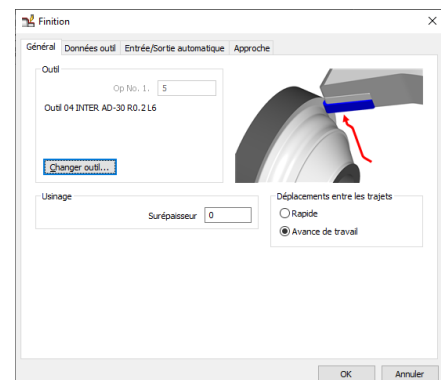 Finition
Général Données outil Entrée/Sortie automatique Approche
Outil
Op No. 1. 5
Outil 04 INTER AD-30 R0.2 L6
Changer outil...
Usinage
Surépaisseur 0
Déplacements entre les trajets
Rapide
Avance de travail
OK Annuler